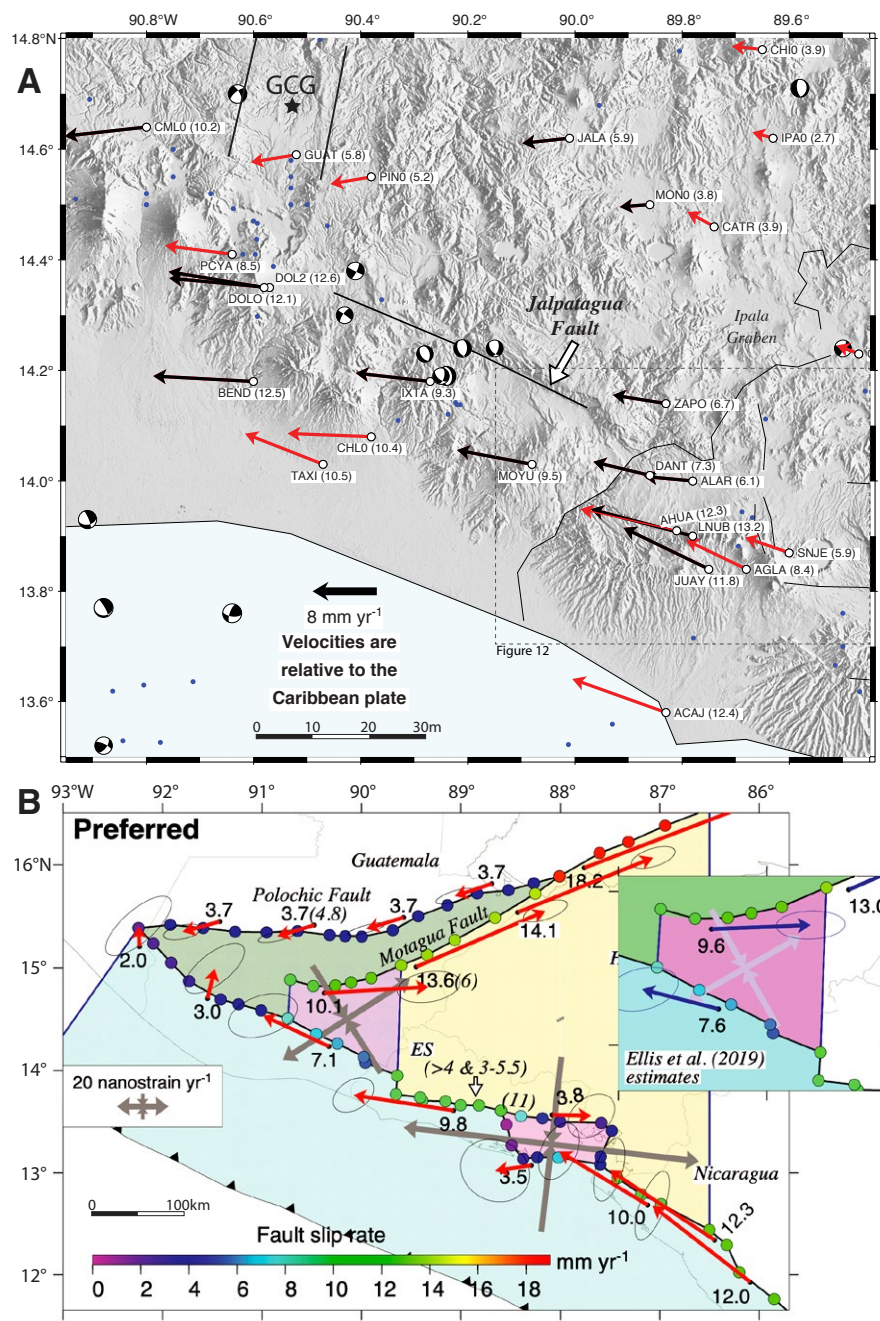 90.8°W 90.6° 90.4° 90.2° 90.0° 89.8° 89.6°
14.8°N
A
CHI0 (3.9)
GCG
CML0 (10.2)
JALA (5.9)
IPA0 (2.7)
14.6°
GUAT (5.8)
PIN0 (5.2)
MON0 (3.8)
CATR (3.9)
14.4°
PCYA (8.5)
DOL2 (12.6)
DOLO (12.1)
Jalpatagua
Fault
Ipala
Graben
14.2°
BEND (12.5)
IXTA (9.3)
ZAPO (6.7)
CHL0 (10.4)
TAXI (10.5)
MOYU (9.5)
DANT (7.3)
ALAR (6.1)
14.0°
AHUA (12.3)
LNUB (13.2)
SNJE (5.9)
AGLA (8.4)
JUAY (11.8)
13.8°
8 mm yr-1
Velocities are
relative to the
Caribbean plate
Figure 12
13.6°
ACAJ (12.4)
0 10 20 30m
B
93°W 92° 91° 90° 89° 88° 87° 86°
Preferred
16°N
Guatemala
Polochic Fault
3.7
3.7(4.8)
3.7
3.7
18.2
Motagua Fault
14.1
2.0
15°
3.0
10.1
13.6(6)
7.1
14°
ES
(>4 & 3-5.5)
(11)
3.8
20 nanostrain yr-1
9.8
3.5
13°
Nicaragua
10.0
12.3
12.0
0 100km
12°
Fault slip rate
mm yr-1
0 2 4 6 8 10 12 14 16 18
13.0
9.6
7.6
Ellis et al. (2019)
estimates